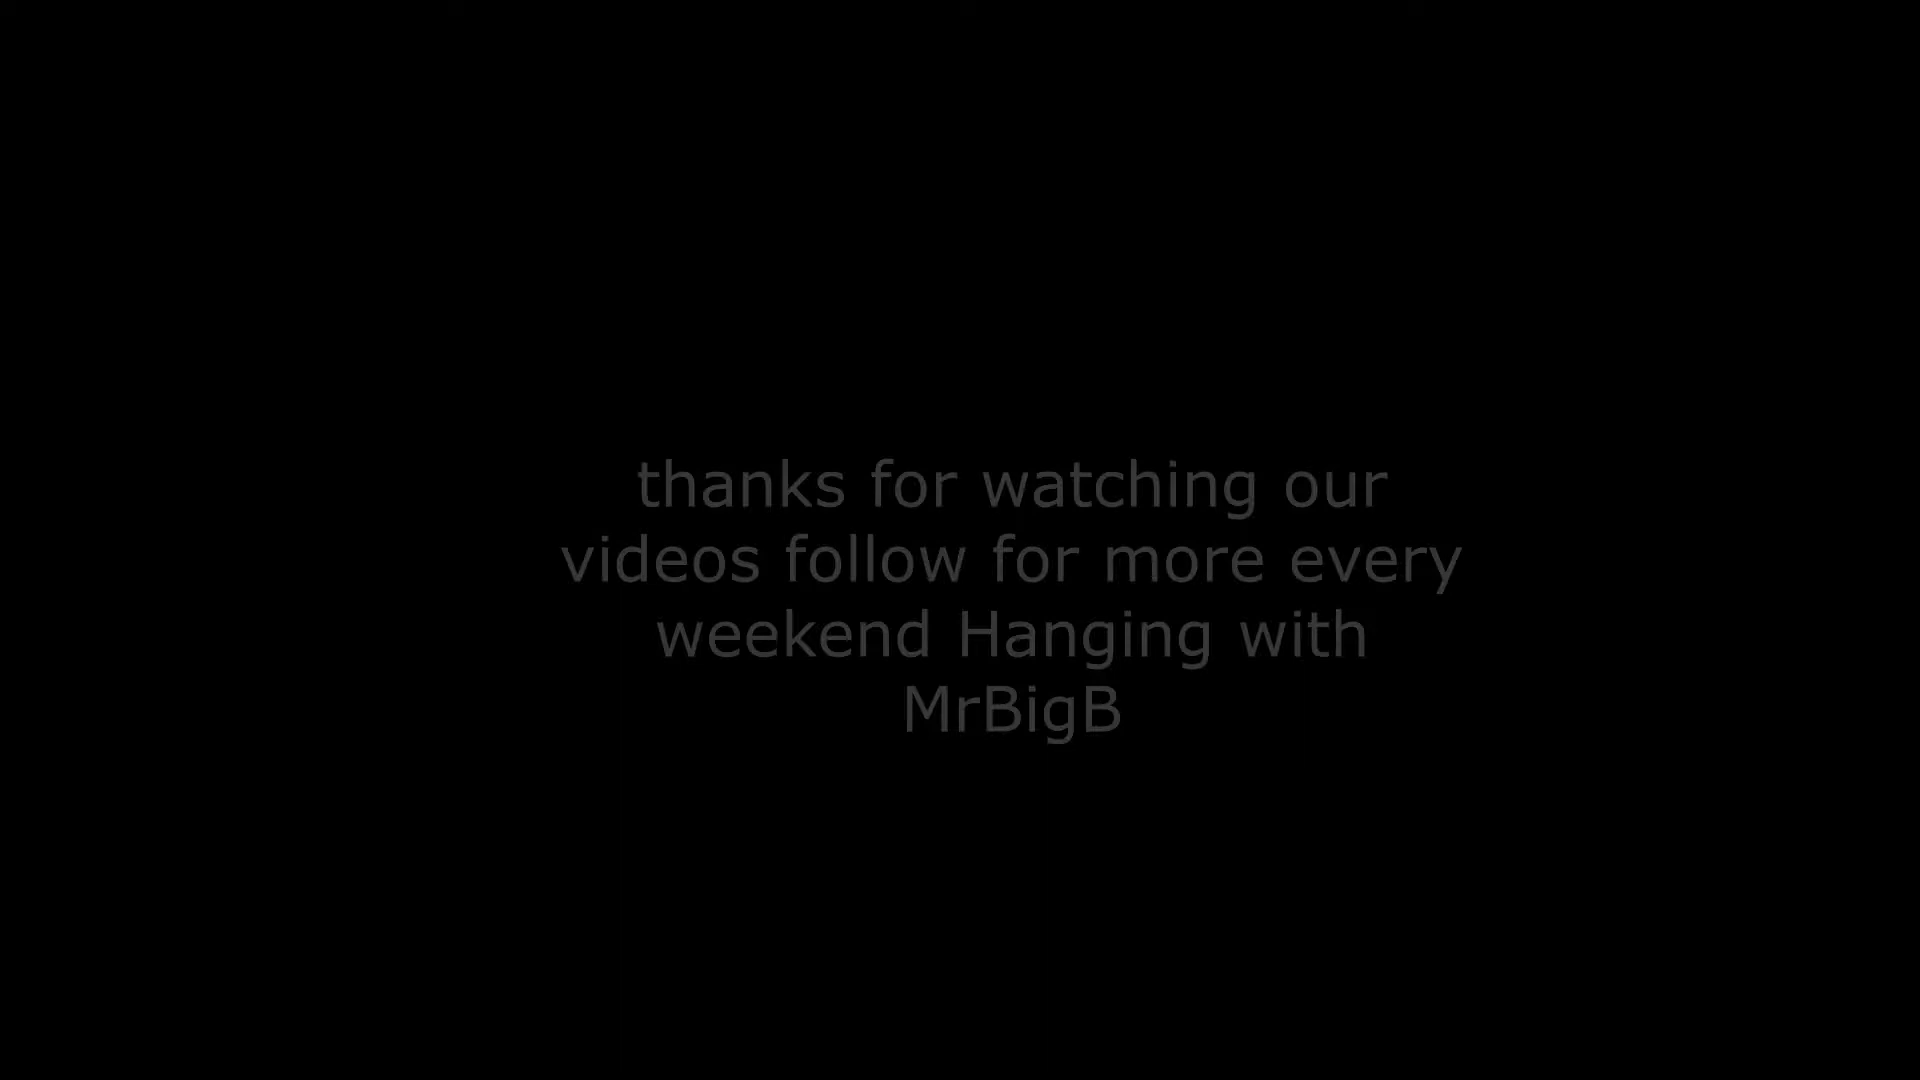 thanks for watching our
videos follow for more every
weekend Hanging with
MrBigB